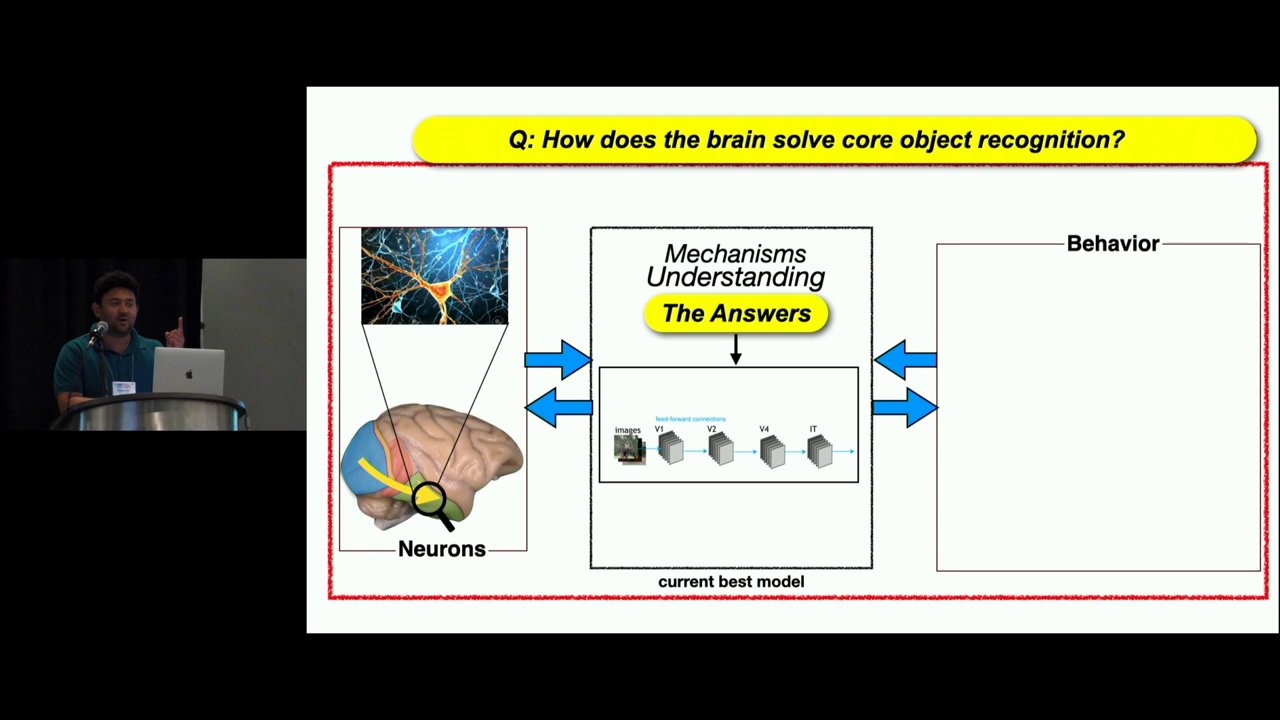 Q: How does the brain solve core object recognition?
Mechanisms
Understanding
The Answers
Behavior
feed-forward connections
images
V1
V2
V4
IT
Neurons
current best model